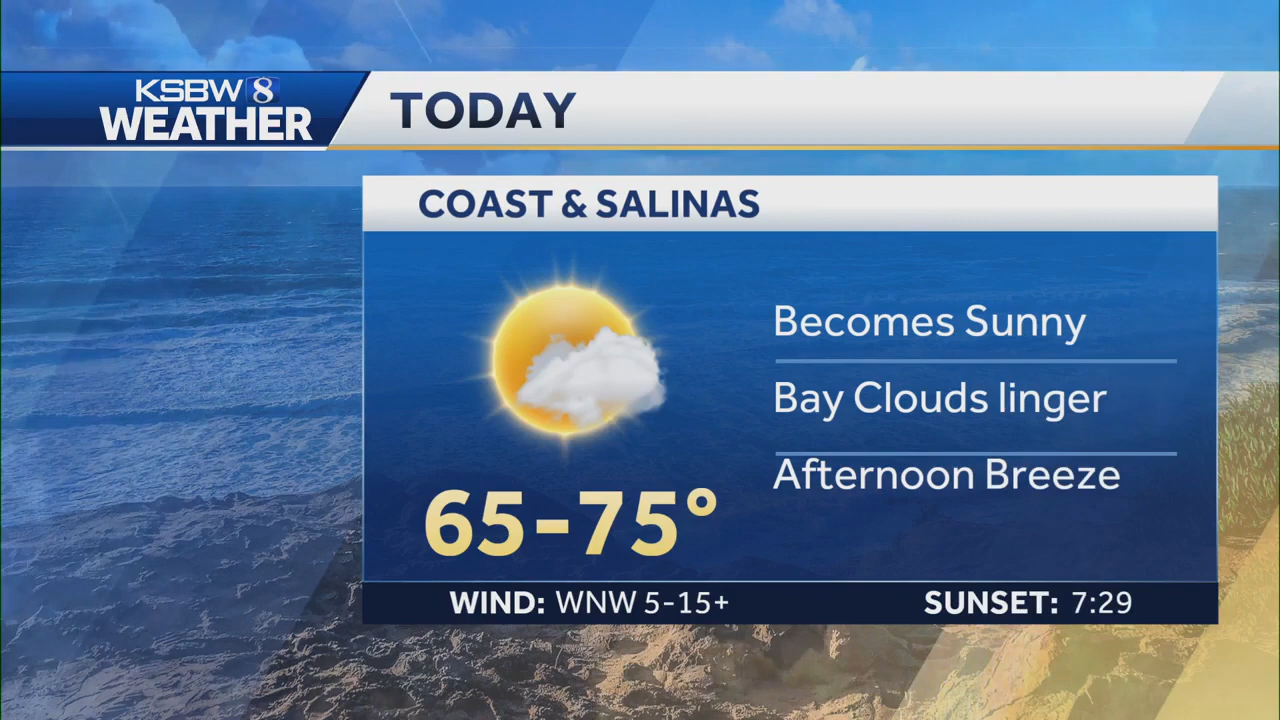 KSBW 8
WEATHER
TODAY
COAST & SALINAS
Becomes Sunny
Bay Clouds linger
Afternoon Breeze
65-75°
WIND: WNW 5-15+
SUNSET: 7:29